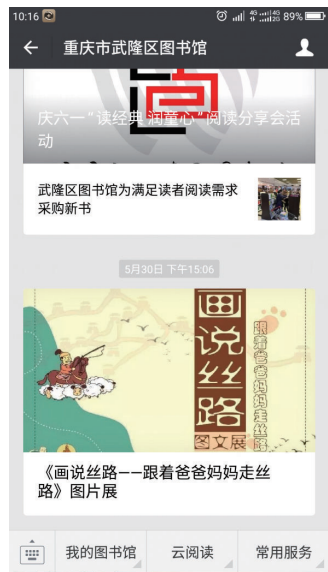 10:16
4G 4G 2G 89%
重庆市武隆区图书馆
庆六一“读经典 润童心”阅读分享会活
动
武隆区图书馆为满足读者阅读需求
采购新书
5月30日 下午15:06
画说丝路
跟着爸爸妈妈走丝路
图文展
《画说丝路——跟着爸爸妈妈走丝
路》图片展
我的图书馆
云阅读
常用服务